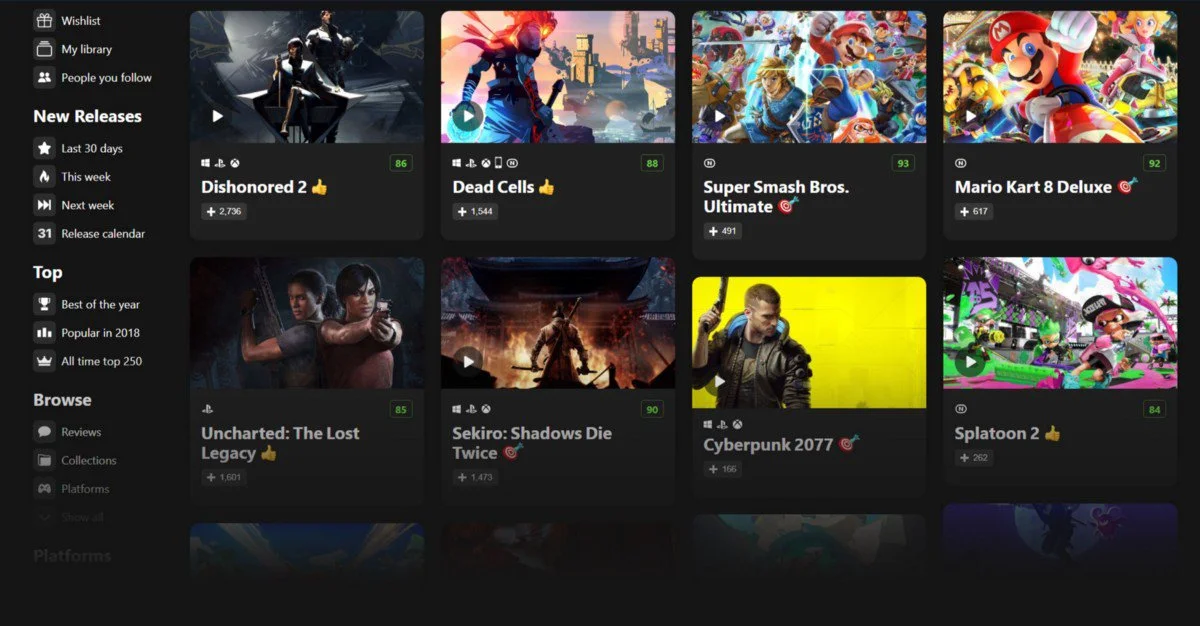 Wishlist
My library
People you follow
New Releases
Last 30 days
This week
Next week
31 Release calendar
Top
Best of the year
Popular in 2018
All time top 250
Browse
Reviews
Collections
Platforms
Show all
Platforms
86
Dishonored 2 👍
+ 2,736
88
Dead Cells 👍
+ 1,544
93
Super Smash Bros.
Ultimate 🎯
+ 491
92
Mario Kart 8 Deluxe 🎯
+ 617
85
Uncharted: The Lost
Legacy 👍
+ 1,601
90
Sekiro: Shadows Die
Twice 🎯
+ 1,473
Cyberpunk 2077 🎯
+ 166
84
Splatoon 2 👍
+ 262